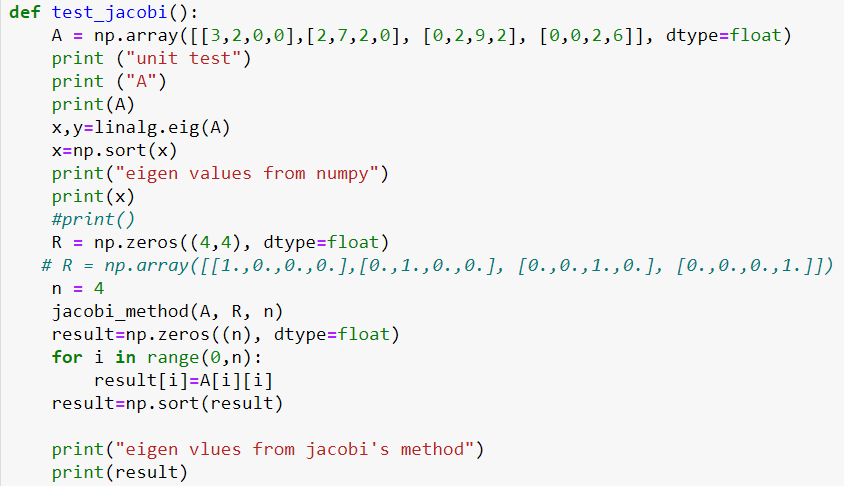 def test_jacobi():
    A = np.array([[3,2,0,0],[2,7,2,0], [0,2,9,2], [0,0,2,6]], dtype=float)
    print ("unit test")
    print ("A")
    print(A)
    x,y=linalg.eig(A)
    x=np.sort(x)
    print("eigen values from numpy")
    print(x)
    #print()
    R = np.zeros((4,4), dtype=float)
   # R = np.array([[1.,0.,0.,0.],[0.,1.,0.,0.], [0.,0.,1.,0.], [0.,0.,0.,1.]])
    n = 4
    jacobi_method(A, R, n)
    result=np.zeros((n), dtype=float)
    for i in range(0,n):
        result[i]=A[i][i]
    result=np.sort(result)

    print("eigen vlues from jacobi's method")
    print(result)